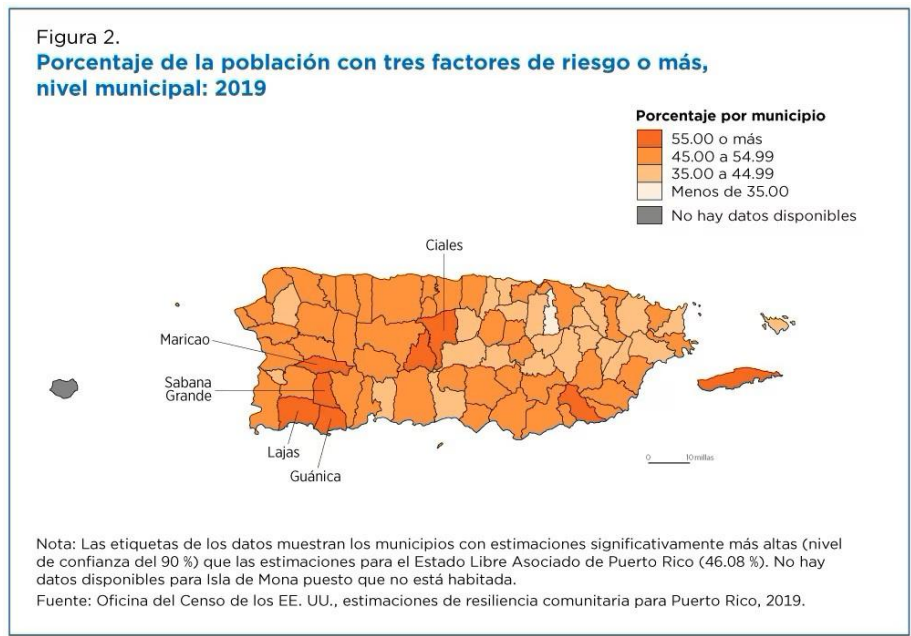 Figura 2.
Porcentaje de la población con tres factores de riesgo o más,
nivel municipal: 2019
Porcentaje por municipio
55.00 o más
45.00 a 54.99
35.00 a 44.99
Menos de 35.00
No hay datos disponibles
Ciales
Maricao
Sabana
Grande
Lajas
Guánica
0 10 millas
Nota: Las etiquetas de los datos muestran los municipios con estimaciones significativamente más altas (nivel
de confianza del 90 %) que las estimaciones para el Estado Libre Asociado de Puerto Rico (46.08 %). No hay
datos disponibles para Isla de Mona puesto que no está habitada.
Fuente: Oficina del Censo de los EE. UU., estimaciones de resiliencia comunitaria para Puerto Rico, 2019.